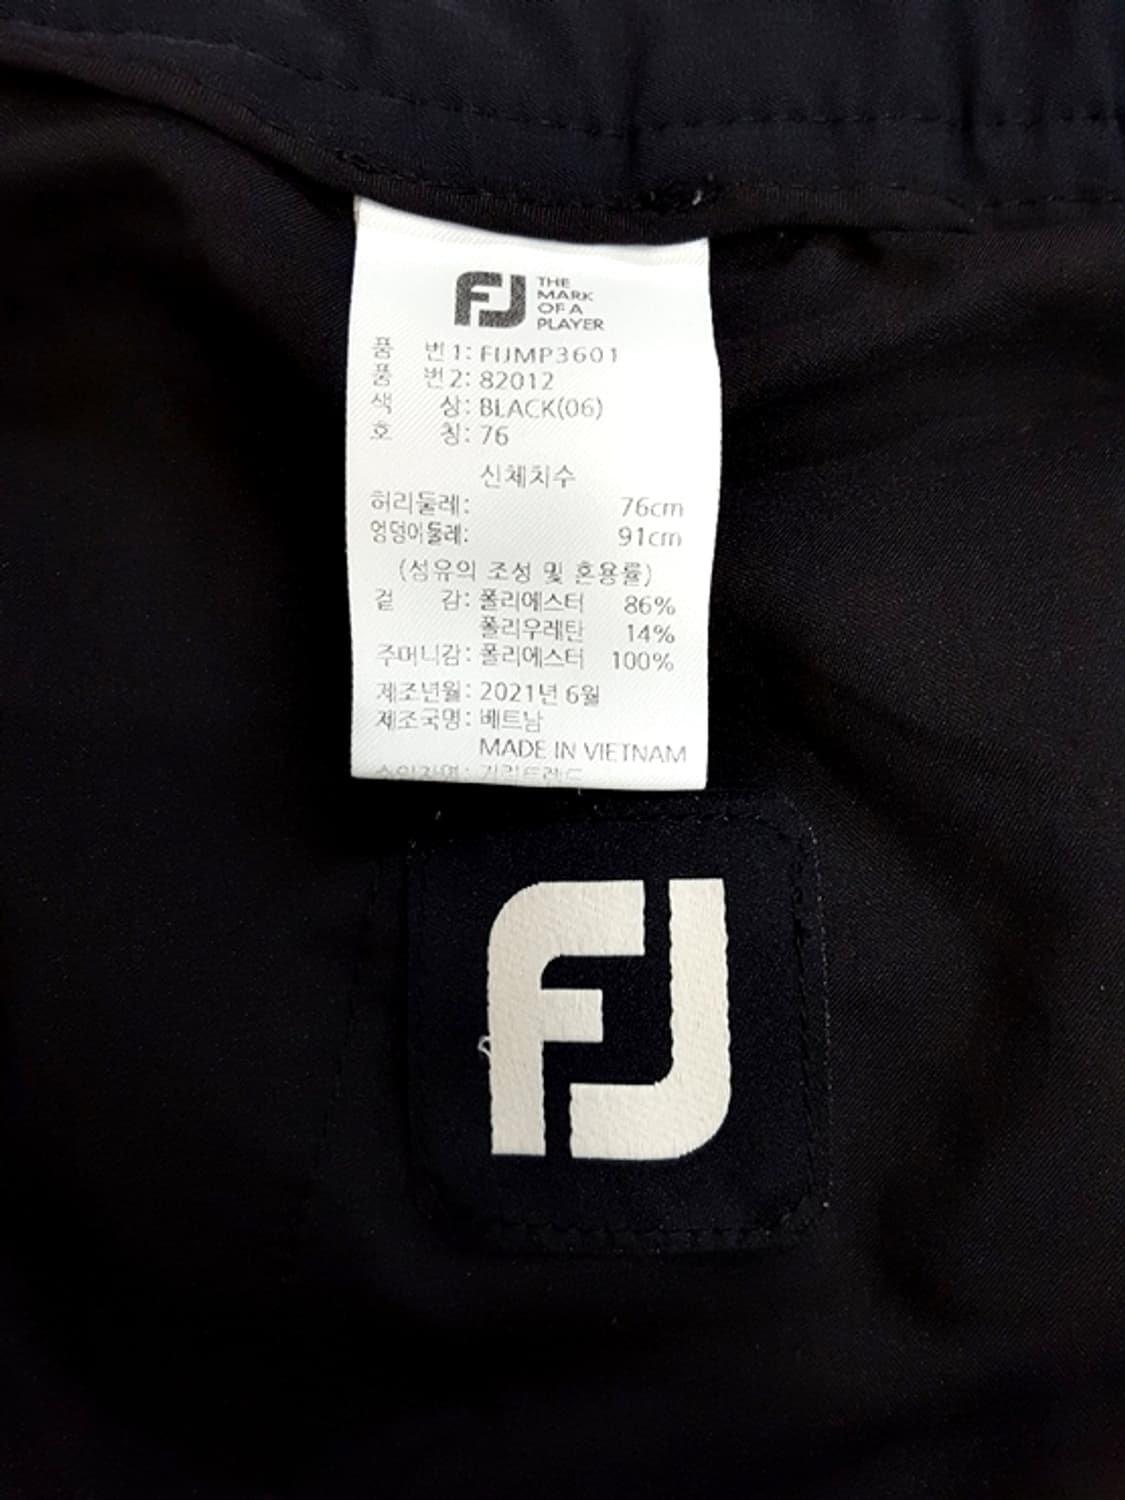 FJ THE
MARK
OF A
PLAYER
품 번1: FIJMP3601
품 번2: 82012
색 상: BLACK(06)
호 칭: 76
신체치수
허리둘레: 76cm
엉덩이둘레: 91cm
(섬유의 조성 및 혼용률)
겉 감: 폴리에스터 86%
폴리우레탄 14%
주머니감: 폴리에스터 100%
제조년월: 2021년 6월
제조국명: 베트남
MADE IN VIETNAM
FJ